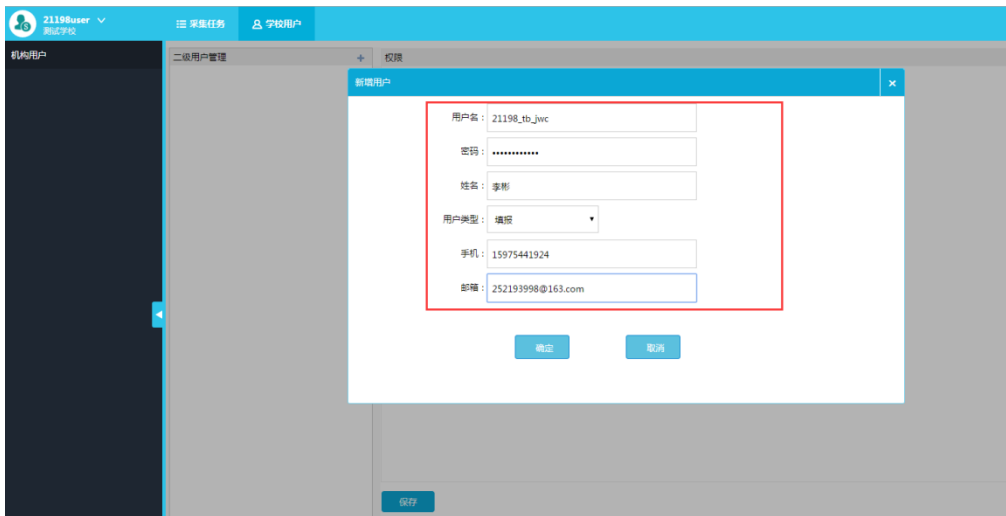 21198user
测试学校
采集任务
学校用户
机构用户
二级用户管理
权限
新增用户
用户名： 21198_tb_jwc
密码： ••••••••••••
姓名： 李彬
用户类型： 填报
手机： 15975441924
邮箱： 252193998@163.com
确定 取消
保存